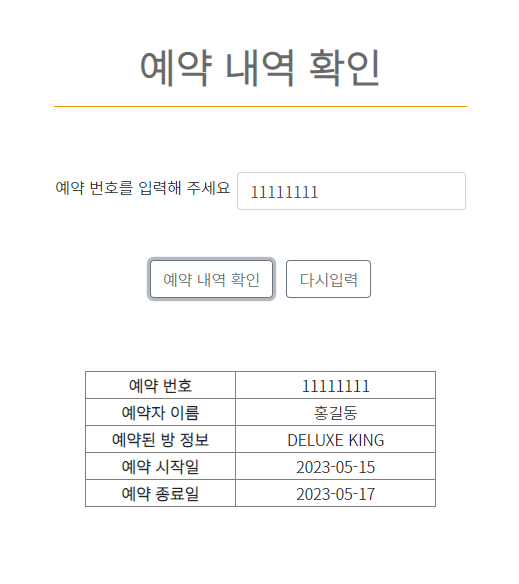 예약 내역 확인
예약 번호를 입력해 주세요 11111111
예약 내역 확인 다시입력
예약 번호 11111111
예약자 이름 홍길동
예약된 방 정보 DELUXE KING
예약 시작일 2023-05-15
예약 종료일 2023-05-17